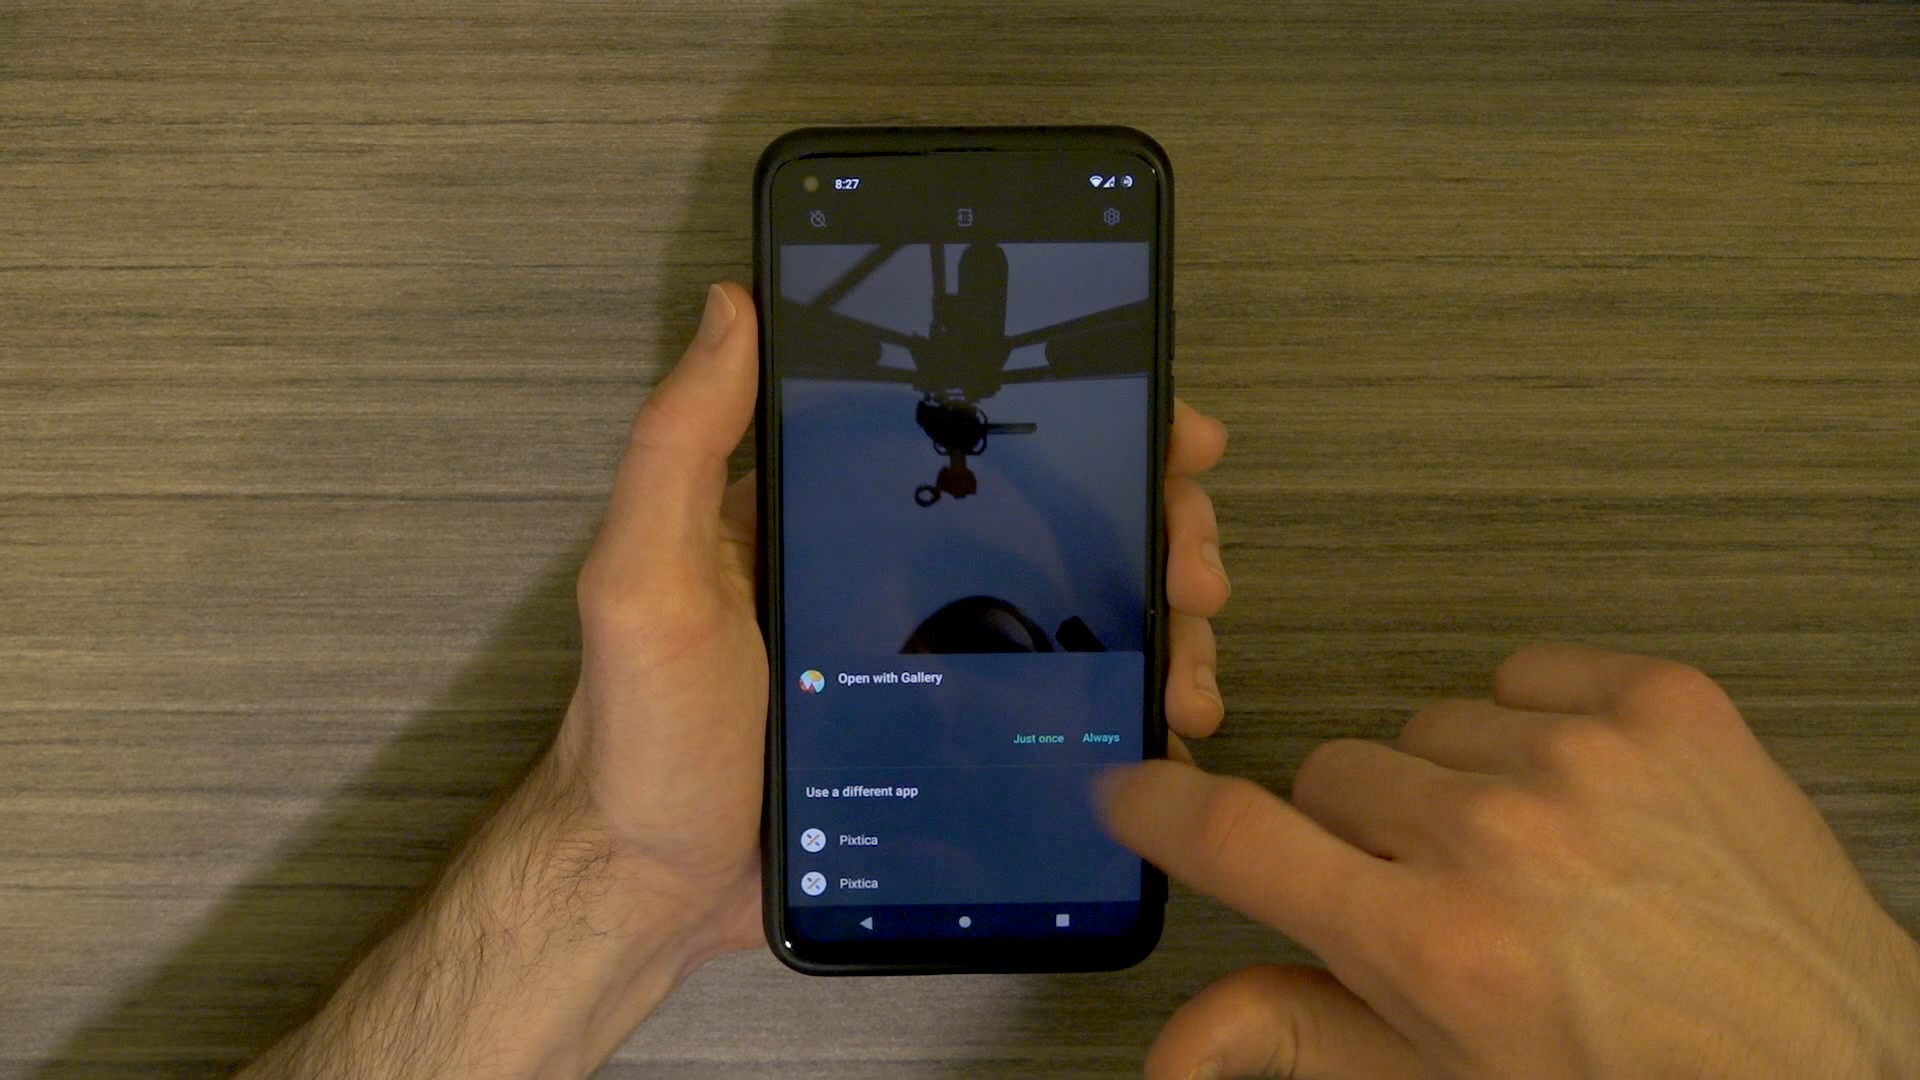 8:27
Open with Gallery
Just once Always
Use a different app
Pixtica
Pixtica